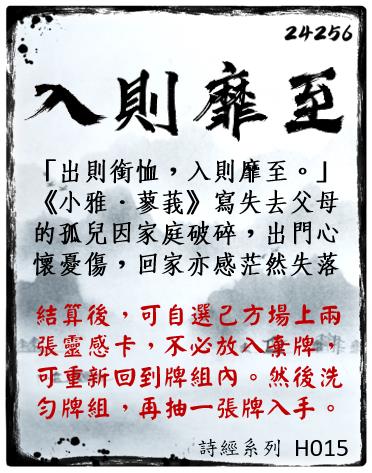 24256
入則靡至
「出則銜恤，入則靡至。」
《小雅．蓼莪》寫失去父母
的孤兒因家庭破碎，出門心
懷憂傷，回家亦感茫然失落
結算後，可自選己方場上兩
張靈感卡，不必放入棄牌，
可重新回到牌組內。然後洗
勻牌組，再抽一張牌入手。
詩經系列 H015